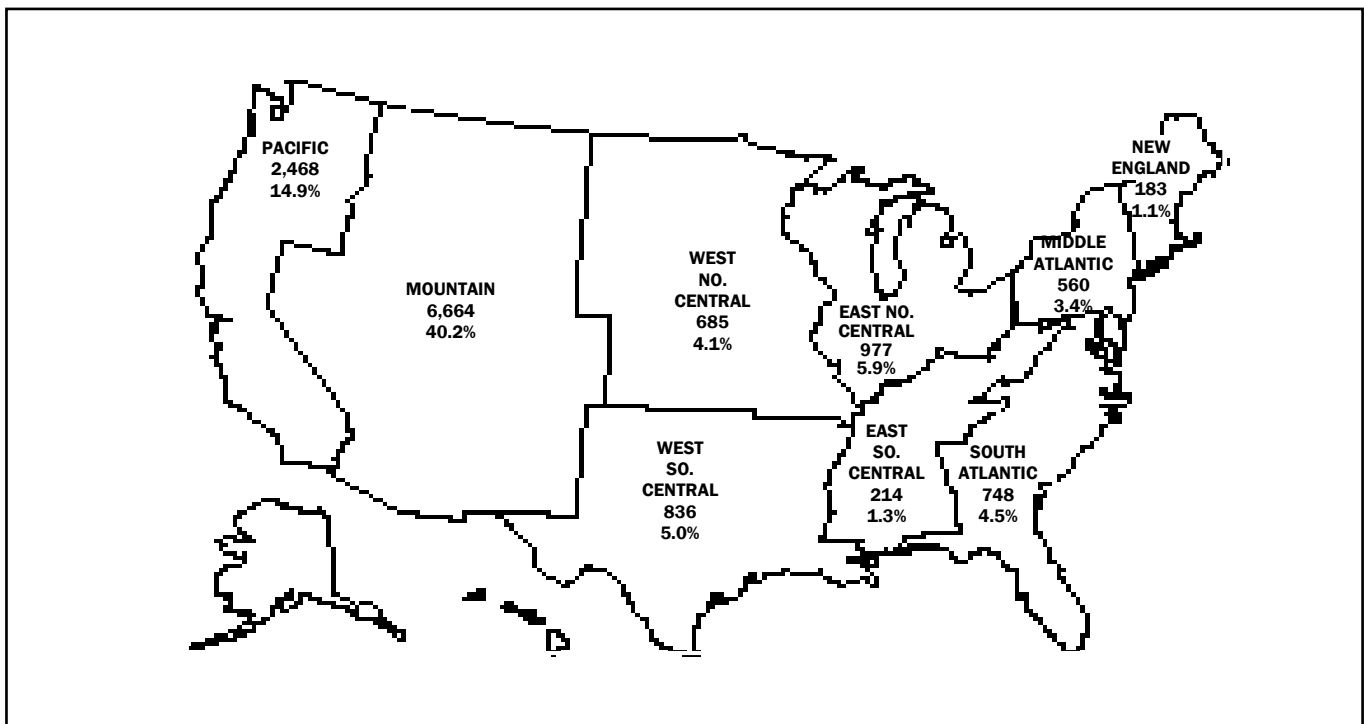 PACIFIC
2,468
14.9%
MOUNTAIN
6,664
40.2%
WEST
NO.
CENTRAL
685
4.1%
EAST NO.
CENTRAL
977
5.9%
NEW
ENGLAND
183
1.1%
MIDDLE
ATLANTIC
560
3.4%
WEST
SO.
CENTRAL
836
5.0%
EAST
SO.
CENTRAL
214
1.3%
SOUTH
ATLANTIC
748
4.5%